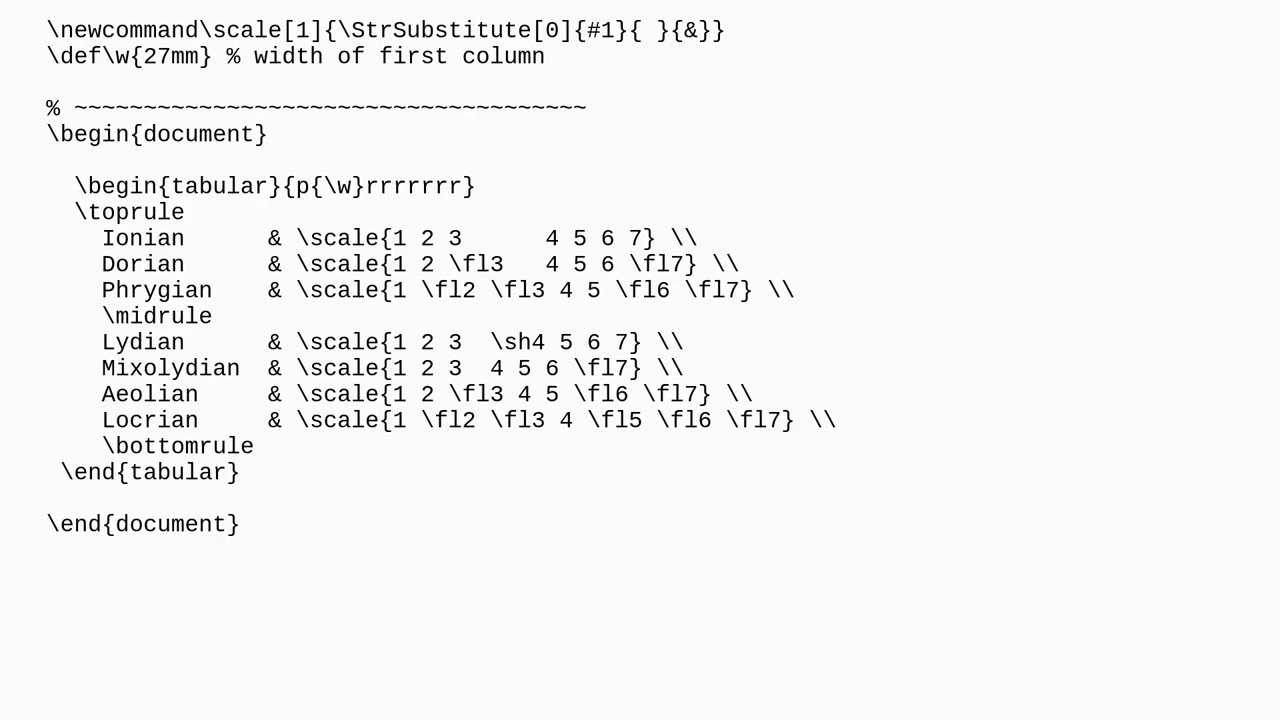 \newcommand\scale[1]{\StrSubstitute[0]{#1}{ }{&}}
\def\w{27mm} % width of first column

% ~~~~~~~~~~~~~~~~~~~~~~~~~~~~~~~~~~~~~
\begin{document}

  \begin{tabular}{p{\w}rrrrrrr}
  \toprule
    Ionian      & \scale{1 2 3      4 5 6 7} \\
    Dorian      & \scale{1 2 \fl3   4 5 6 \fl7} \\
    Phrygian    & \scale{1 \fl2 \fl3 4 5 \fl6 \fl7} \\
    \midrule
    Lydian      & \scale{1 2 3  \sh4 5 6 7} \\
    Mixolydian  & \scale{1 2 3  4 5 6 \fl7} \\
    Aeolian     & \scale{1 2 \fl3 4 5 \fl6 \fl7} \\
    Locrian     & \scale{1 \fl2 \fl3 4 \fl5 \fl6 \fl7} \\
    \bottomrule
 \end{tabular}

\end{document}